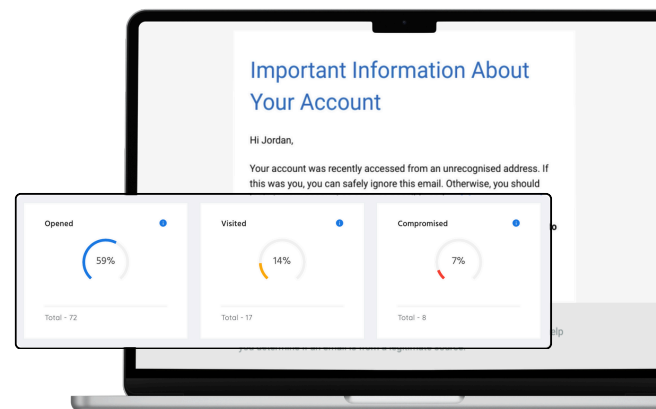 Important Information About
Your Account
Hi Jordan,
Your account was recently accessed from an unrecognised address. If
this was you, you can safely ignore this email. Otherwise, you should
Opened
59%
Total - 72
Visited
14%
Total - 17
Compromised
7%
Total - 8